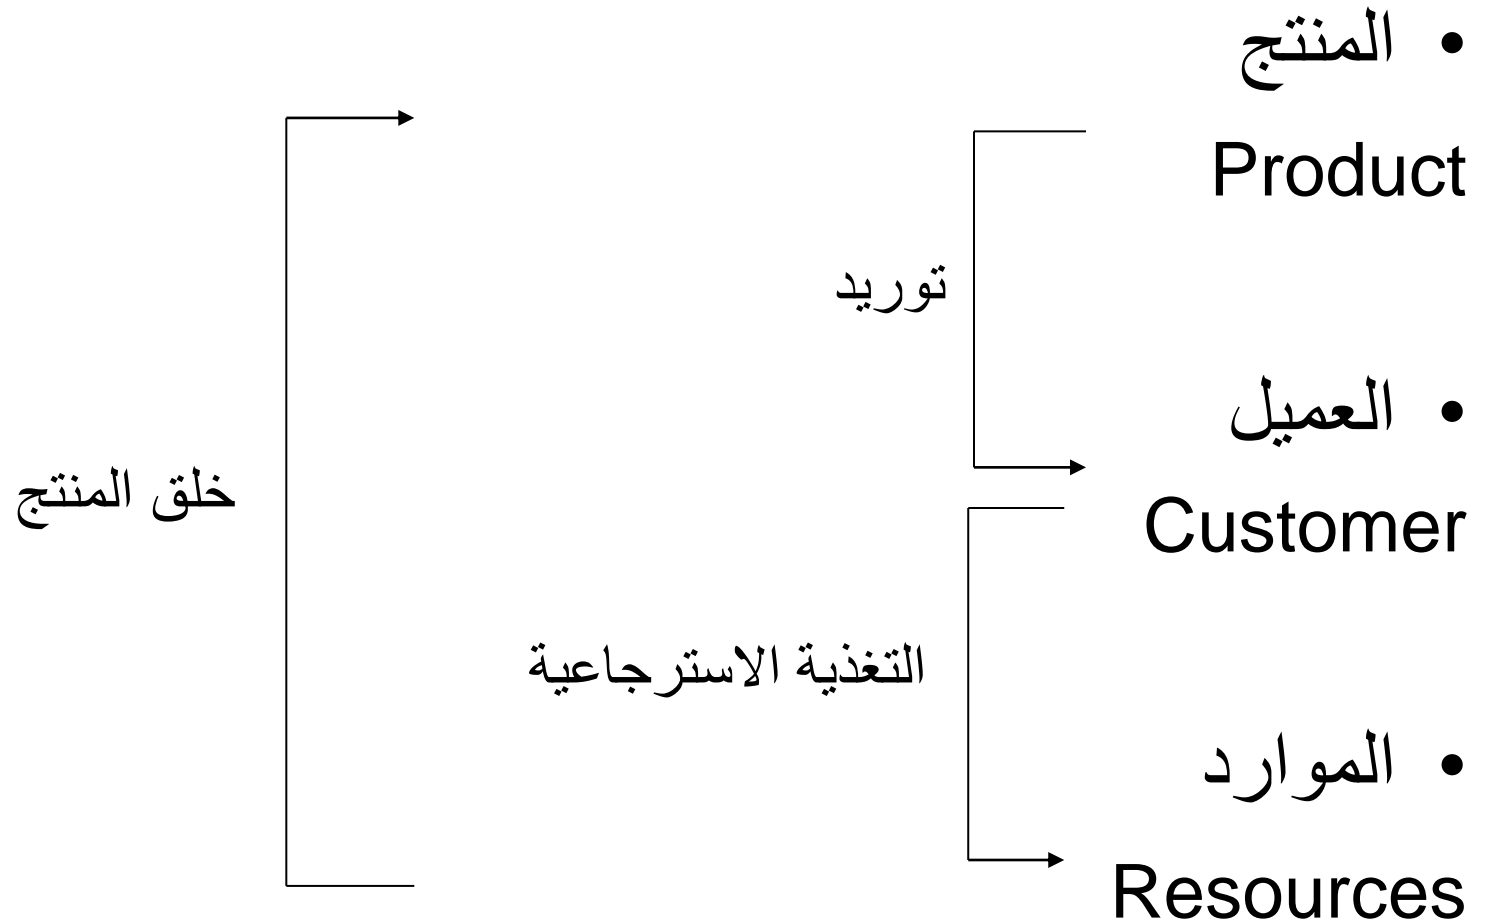 • المنتج
Product
توريد
• العميل
خلق المنتج
Customer
التغذية الاسترجاعية
• الموارد
Resources